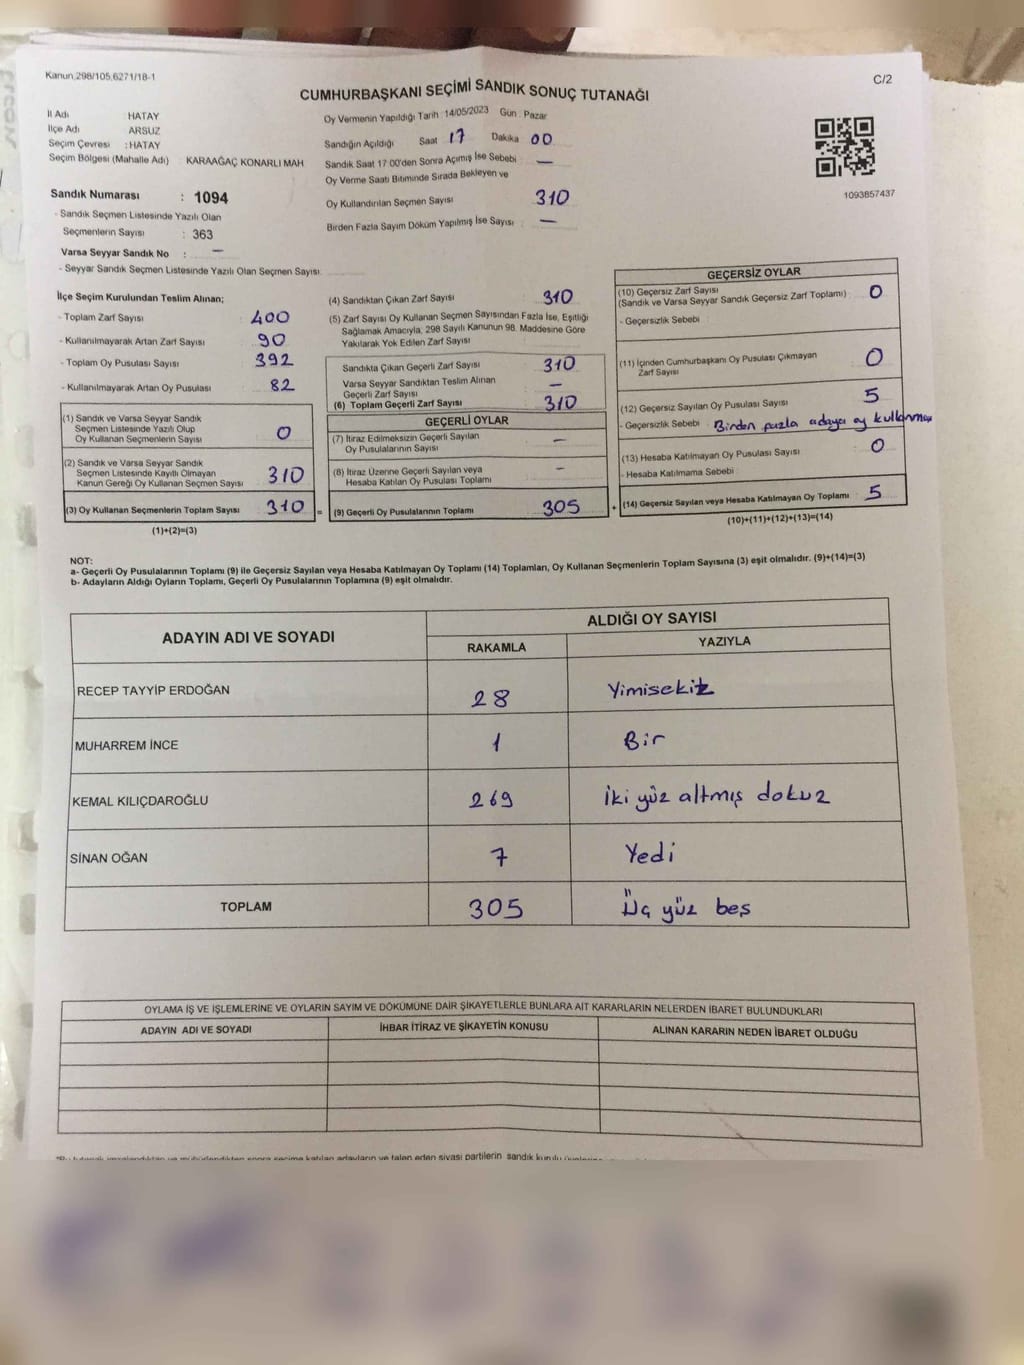 Kanun.298/105,6271/18-1
C/2
CUMHURBAŞKANI SEÇİMİ SANDIK SONUÇ TUTANAĞI
İl Adı HATAY
İlçe Adı ARSUZ
Seçim Çevresi :HATAY
Seçim Bölgesi (Mahalle Adı) KARAAĞAÇ KONARLI MAH
Sandık Numarası : 1094
- Sandık Seçmen Listesinde Yazılı Olan
Seçmenlerin Sayısı : 363
Varsa Seyyar Sandık No : —
- Seyyar Sandık Seçmen Listesinde Yazılı Olan Seçmen Sayısı
Oy Vermenin Yapıldığı Tarih :14/05/2023 Gün : Pazar
Sandığın Açıldığı Saat 17 Dakika 00
Sandık Saat 17 00'den Sonra Açımış İse Sebebi : —
Oy Verme Saati Bitiminde Sırada Bekleyen ve
Oy Kullandırılan Seçmen Sayısı 310
Birden Fazla Sayım Döküm Yapılmış İse Sayısı : —
1093857437
İlçe Seçim Kurulundan Teslim Alınan;
- Toplam Zarf Sayısı 400
- Kullanılmayarak Artan Zarf Sayısı 90
- Toplam Oy Pusulası Sayısı 392
- Kullanılmayarak Artan Oy Pusulası 82
(1) Sandık ve Varsa Seyyar Sandık
Seçmen Listesinde Yazılı Olup
Oy Kullanan Seçmenlerin Sayısı 0
(2) Sandık ve Varsa Seyyar Sandık
Seçmen Listesinde Kayıtlı Olmayan
Kanun Gereği Oy Kullanan Seçmen Sayısı 310
(3) Oy Kullanan Seçmenlerin Toplam Sayısı 310 =
(1)+(2)=(3)
(4) Sandıktan Çıkan Zarf Sayısı 310
(5) Zarf Sayısı Oy Kullanan Seçmen Sayısından Fazla İse, Eşitliği
Sağlamak Amacıyla, 298 Sayılı Kanunun 98. Maddesine Göre
Yakılarak Yok Edilen Zarf Sayısı
Sandıkta Çıkan Geçerli Zarf Sayısı 310
Varsa Seyyar Sandıktan Teslim Alınan
Geçerli Zarf Sayısı —
(6) Toplam Geçerli Zarf Sayısı 310
GEÇERLİ OYLAR
(7) İtiraz Edilmeksizin Geçerli Sayılan
Oy Pusulasının Sayısı —
(8) İtiraz Üzerine Geçerli Sayılan veya
Hesaba Katılan Oy Pusulası Toplamı —
(9) Geçerli Oy Pusulalarının Toplamı 305 +
GEÇERSİZ OYLAR
(10) Geçersiz Zarf Sayısı
(Sandık ve Varsa Seyyar Sandık Geçersiz Zarf Toplamı) 0
- Geçersizlik Sebebi :
(11) İçinden Cumhurbaşkanı Oy Pusulası Çıkmayan
Zarf Sayısı 0
(12) Geçersiz Sayılan Oy Pusulası Sayısı 5
- Geçersizlik Sebebi : Birden fazla adaya oy kullanması
(13) Hesaba Katılmayan Oy Pusulası Sayısı 0
- Hesaba Katılmama Sebebi :
(14) Geçersiz Sayılan veya Hesaba Katılmayan Oy Toplamı 5
(10)+(11)+(12)+(13)=(14)
NOT:
a- Geçerli Oy Pusulalarının Toplamı (9) ile Geçersiz Sayılan veya Hesaba Katılmayan Oy Toplamı (14) Toplamları, Oy Kullanan Seçmenlerin Toplam Sayısına (3) eşit olmalıdır. (9)+(14)=(3)
b- Adayların Aldığı Oyların Toplamı, Geçerli Oy Pusulalarının Toplamına (9) eşit olmalıdır.
ADAYIN ADI VE SOYADI
ALDIĞI OY SAYISI
RAKAMLA YAZIYLA
RECEP TAYYİP ERDOĞAN 28 Yimisekiz
MUHARREM İNCE 1 Bir
KEMAL KILIÇDAROĞLU 269 İki yüz altmış dokuz
SİNAN OĞAN 7 Yedi
TOPLAM 305 Üç yüz beş
OYLAMA İŞ VE İŞLEMLERİNE VE OYLARIN SAYIM VE DÖKÜMÜNE DAİR ŞİKAYETLERLE BUNLARA AİT KARARLARIN NELERDEN İBARET BULUNDUKLARI
ADAYIN ADI VE SOYADI İHBAR İTİRAZ VE ŞİKAYETİN KONUSU ALINAN KARARIN NEDEN İBARET OLDUĞU